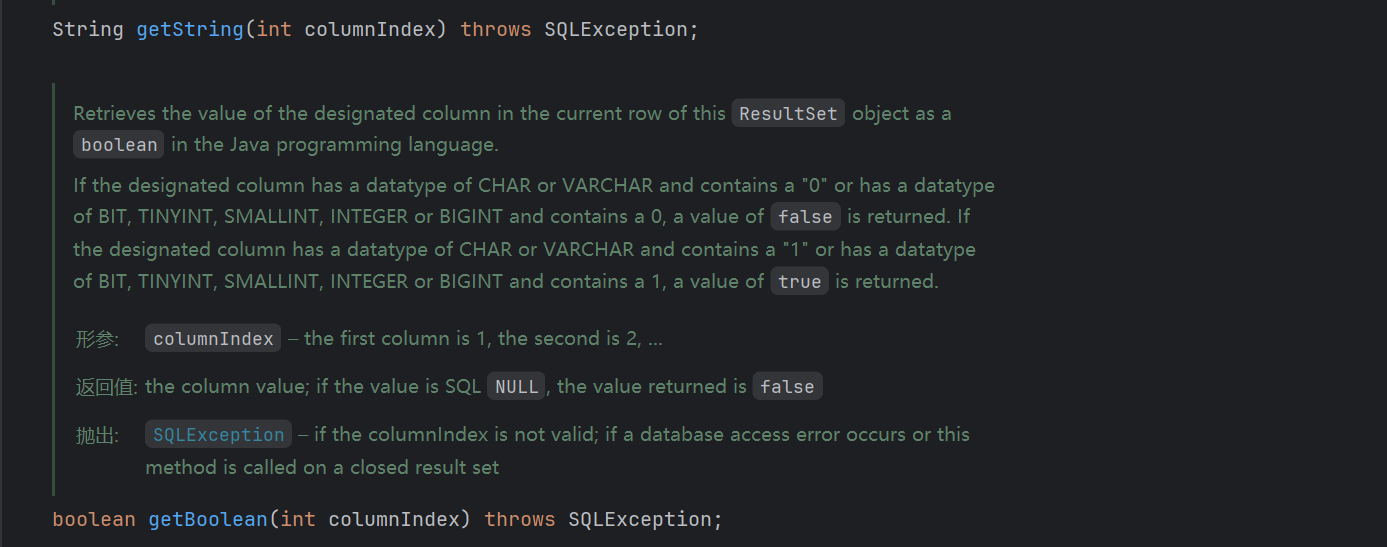 String getString(int columnIndex) throws SQLException;
Retrieves the value of the designated column in the current row of this ResultSet object as a
boolean in the Java programming language.
If the designated column has a datatype of CHAR or VARCHAR and contains a "0" or has a datatype
of BIT, TINYINT, SMALLINT, INTEGER or BIGINT and contains a 0, a value of false is returned. If
the designated column has a datatype of CHAR or VARCHAR and contains a "1" or has a datatype
of BIT, TINYINT, SMALLINT, INTEGER or BIGINT and contains a 1, a value of true is returned.
形参: columnIndex – the first column is 1, the second is 2, ...
返回值: the column value; if the value is SQL NULL, the value returned is false
抛出: SQLException – if the columnIndex is not valid; if a database access error occurs or this
method is called on a closed result set
boolean getBoolean(int columnIndex) throws SQLException;